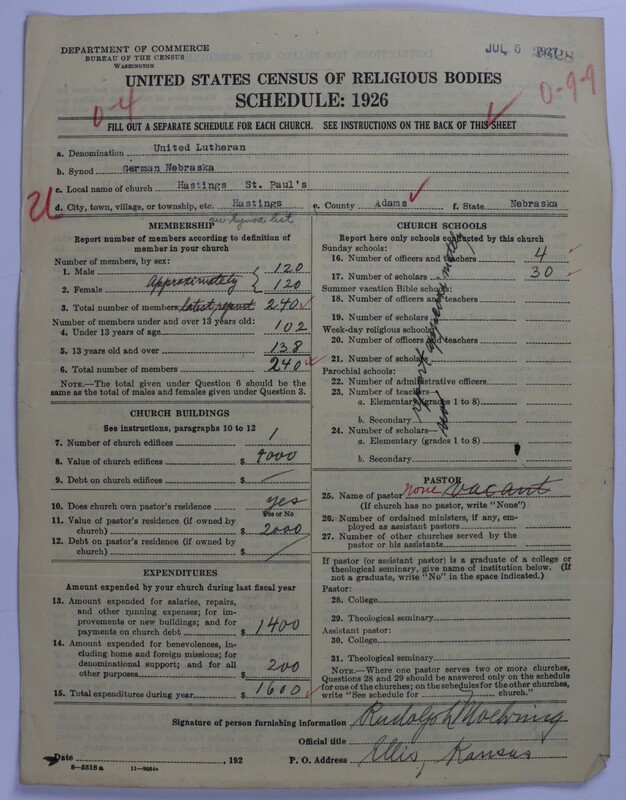 DEPARTMENT OF COMMERCE
BUREAU OF THE CENSUS
WASHINGTON
JUL 5 1927
0-4
0-9-9
UNITED STATES CENSUS OF RELIGIOUS BODIES
SCHEDULE: 1926
FILL OUT A SEPARATE SCHEDULE FOR EACH CHURCH. SEE INSTRUCTIONS ON THE BACK OF THIS SHEET
a. Denomination United Lutheran
b. Synod German Nebraska
c. Local name of church Hastings St. Paul's
d. City, town, village, or township, etc. Hastings e. County Adams f. State Nebraska
see Synod list
MEMBERSHIP
Report number of members according to definition of
member in your church
Number of members, by sex:
1. Male 120
Approximately
2. Female 120
3. Total number of members latest report 240
Number of members under and over 13 years old:
4. Under 13 years of age 102
5. 13 years old and over 138
6. Total number of members 240
NOTE.—The total given under Question 6 should be the
same as the total of males and females given under Question 3.
CHURCH BUILDINGS
See instructions, paragraphs 10 to 12
7. Number of church edifices 1
8. Value of church edifices $ 4000
9. Debt on church edifices $ —
10. Does church own pastor's residence yes
Yes or No
11. Value of pastor's residence (if owned by
church) $ 2000
12. Debt on pastor's residence (if owned by
church) $
EXPENDITURES
Amount expended by your church during last fiscal year
13. Amount expended for salaries, repairs,
and other running expenses; for im-
provements or new buildings; and for
payments on church debt $ 1400
14. Amount expended for benevolences, in-
cluding home and foreign missions; for
denominational support; and for all
other purposes $ 200
15. Total expenditures during year $ 1600
CHURCH SCHOOLS
Report here only schools conducted by this church
Sunday schools:
16. Number of officers and teachers 4
17. Number of scholars 30
Summer vacation Bible schools:
18. Number of officers and teachers
19. Number of scholars
Week-day religious schools:
20. Number of officers and teachers
21. Number of scholars
Parochial schools:
22. Number of administrative officers
23. Number of teachers—
a. Elementary (grades 1 to 8)
b. Secondary
24. Number of scholars—
a. Elementary (grades 1 to 8)
b. Secondary
PASTOR
25. Name of pastor none vacant
(If church has no pastor, write "None")
26. Number of ordained ministers, if any, em-
ployed as assistant pastors
27. Number of other churches served by the
pastor or his assistants
If pastor (or assistant pastor) is a graduate of a college or
theological seminary, give name of institution below. (If
not a graduate, write "No" in the space indicated.)
Pastor:
28. College
29. Theological seminary
Assistant pastor:
30. College
31. Theological seminary
NOTE.—Where one pastor serves two or more churches,
Questions 28 and 29 should be answered only on the schedule
for one of the churches; on the schedules for the other churches,
write "See schedule for church."
Signature of person furnishing information Rudolph Moehring
Official title
Date , 192 P. O. Address Ellis, Kansas
8—5518 a